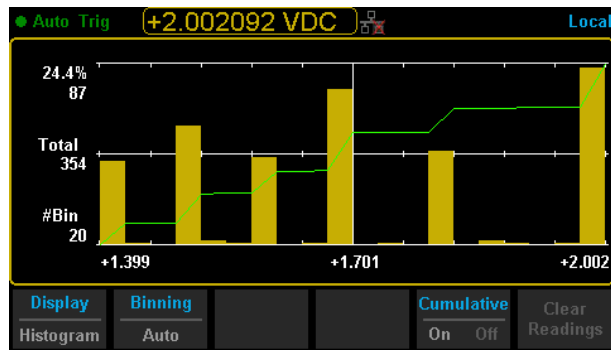 Auto Trig +2.002092 VDC Local
24.4%
87
Total
354
#Bin
20
+1.399 +1.701 +2.002
Display Binning Cumulative Clear
Histogram Auto On Off Readings